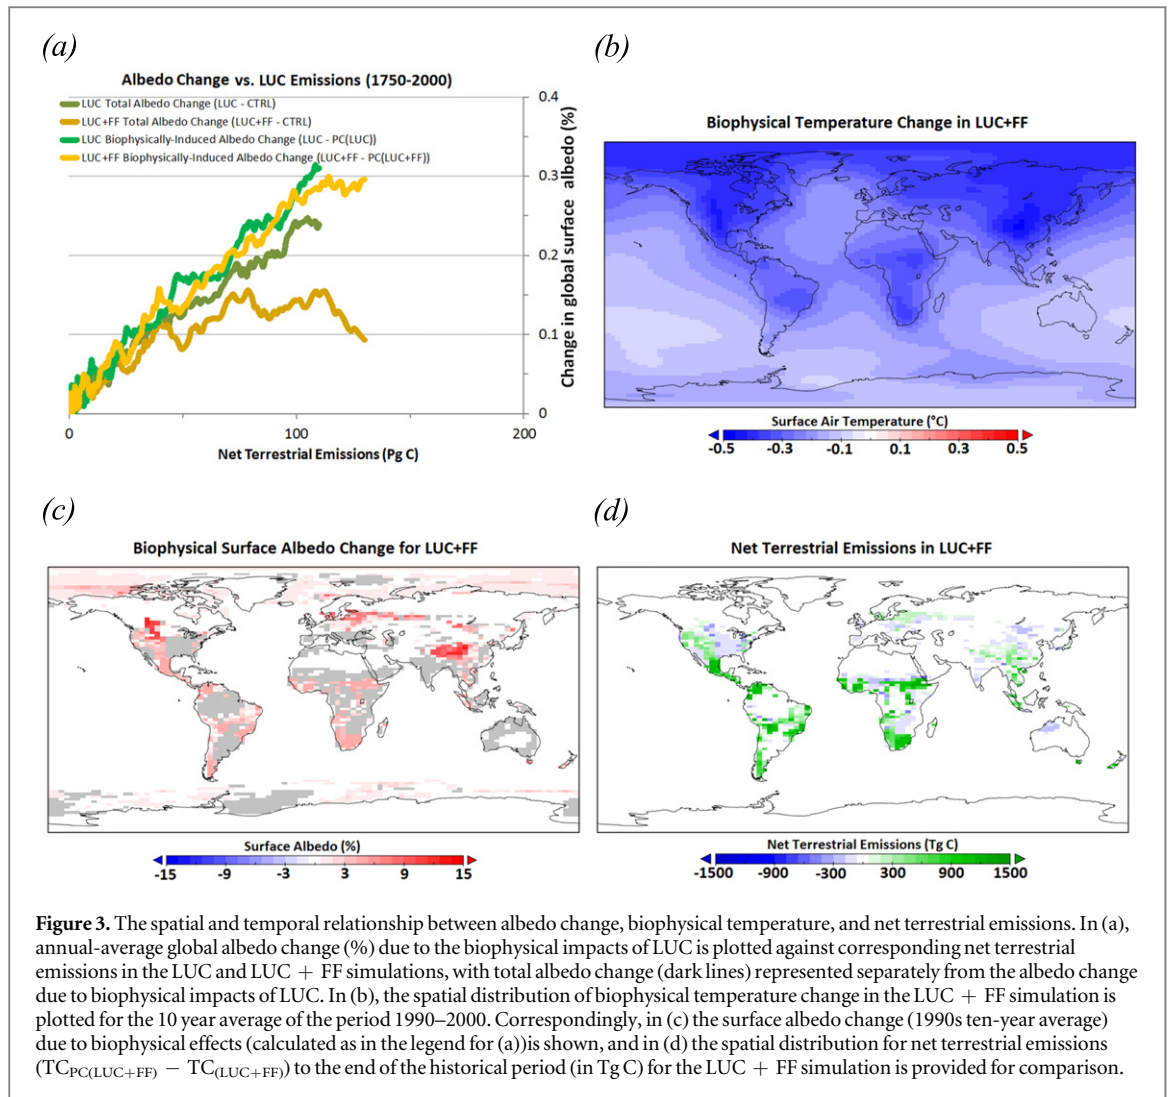 (a)
Albedo Change vs. LUC Emissions (1750-2000)
LUC Total Albedo Change (LUC - CTRL)
LUC+FF Total Albedo Change (LUC+FF - CTRL)
LUC Biophysically-Induced Albedo Change (LUC - PC(LUC))
LUC+FF Biophysically-Induced Albedo Change (LUC+FF - PC(LUC+FF))
0.4
0.3
0.2
0.1
0
Change in global surface albedo (%)
0 100 200
Net Terrestrial Emissions (Pg C)
(b)
Biophysical Temperature Change in LUC+FF
Surface Air Temperature (°C)
-0.5 -0.3 -0.1 0.1 0.3 0.5
(c)
Biophysical Surface Albedo Change for LUC+FF
Surface Albedo (%)
-15 -9 -3 3 9 15
(d)
Net Terrestrial Emissions in LUC+FF
Net Terrestrial Emissions (Tg C)
-1500 -900 -300 300 900 1500
Figure 3. The spatial and temporal relationship between albedo change, biophysical temperature, and net terrestrial emissions. In (a),
annual-average global albedo change (%) due to the biophysical impacts of LUC is plotted against corresponding net terrestrial
emissions in the LUC and LUC + FF simulations, with total albedo change (dark lines) represented separately from the albedo change
due to biophysical impacts of LUC. In (b), the spatial distribution of biophysical temperature change in the LUC + FF simulation is
plotted for the 10 year average of the period 1990–2000. Correspondingly, in (c) the surface albedo change (1990s ten-year average)
due to biophysical effects (calculated as in the legend for (a))is shown, and in (d) the spatial distribution for net terrestrial emissions
(TCPC(LUC+FF) − TC(LUC+FF)) to the end of the historical period (in Tg C) for the LUC + FF simulation is provided for comparison.